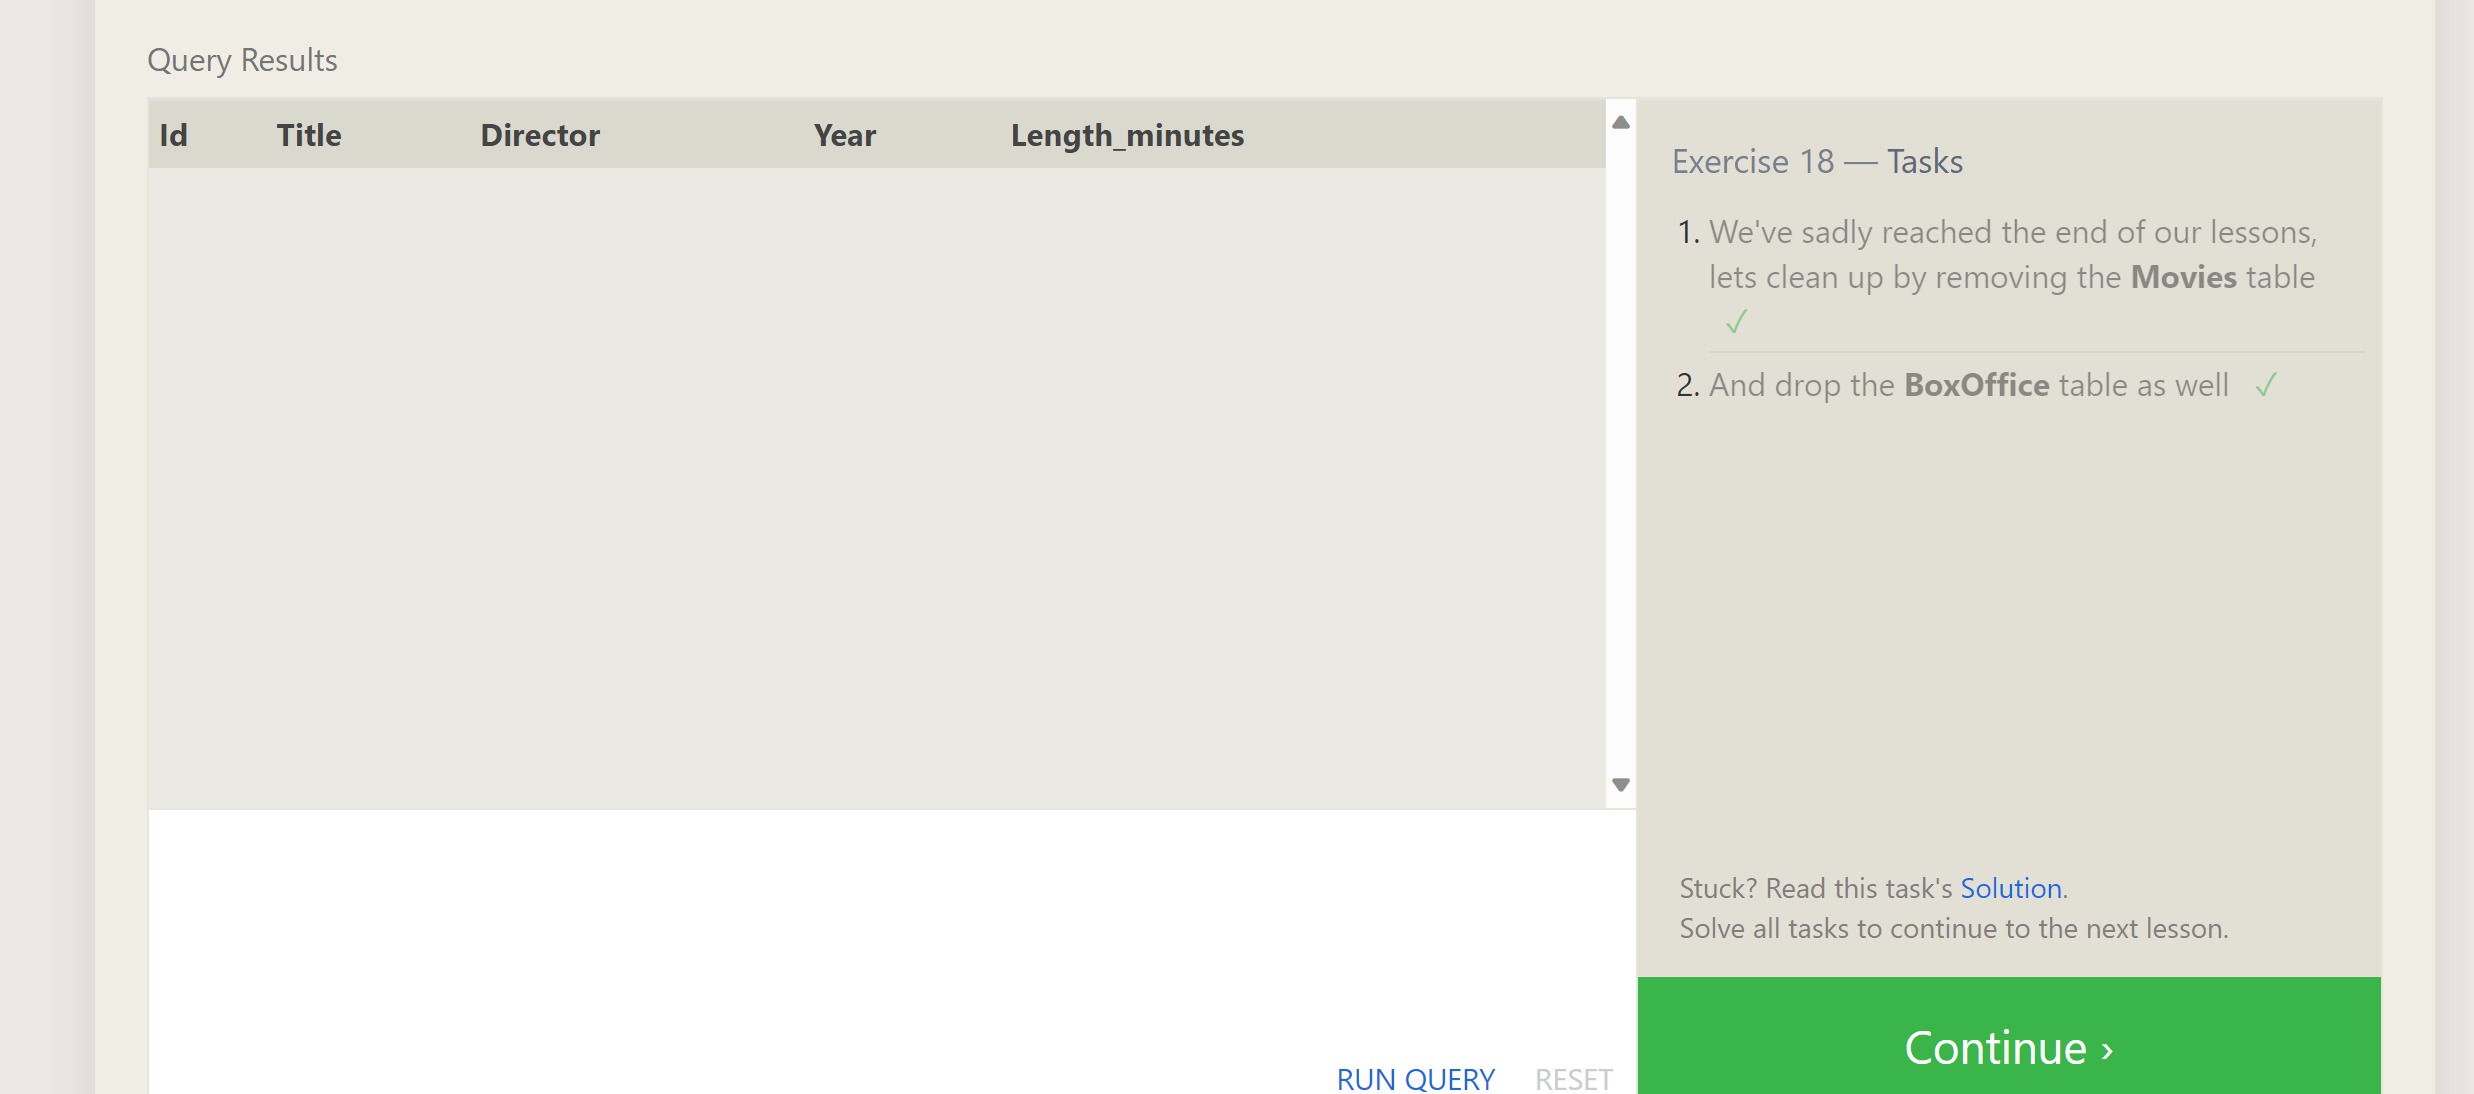 Query Results
Id Title Director Year Length_minutes
Exercise 18 — Tasks
1. We've sadly reached the end of our lessons,
lets clean up by removing the Movies table
✓
2. And drop the BoxOffice table as well ✓
Stuck? Read this task's Solution.
Solve all tasks to continue to the next lesson.
Continue ›
RUN QUERY RESET